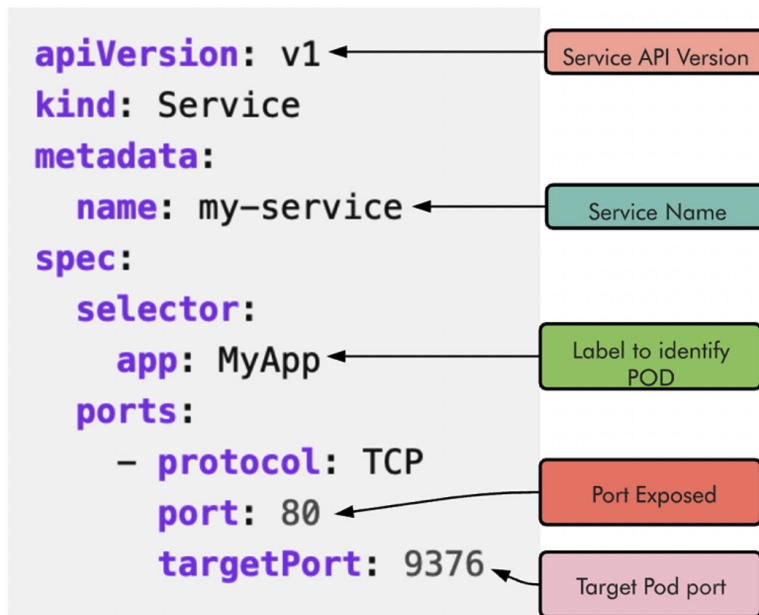 apiVersion: v1
Service API Version
kind: Service
metadata:
name: my-service
Service Name
spec:
selector:
app: MyApp
Label to identify
POD
ports:
- protocol: TCP
port: 80
Port Exposed
targetPort: 9376
Target Pod port